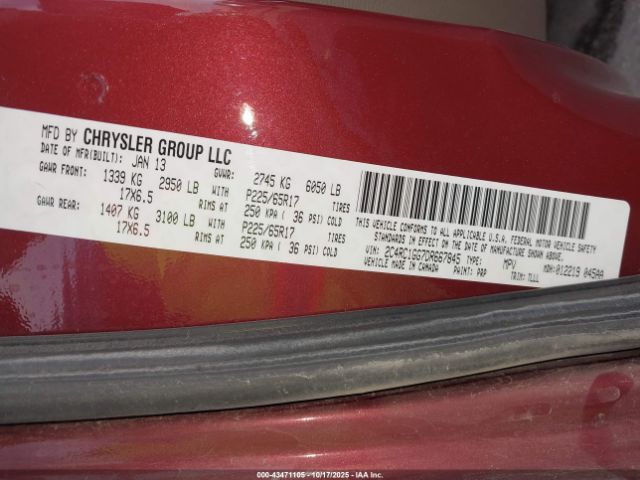 MFD BY CHRYSLER GROUP LLC
DATE OF MFR(BUILT): JAN 13 GVWR: 2745 KG 6050 LB
GAWR FRONT: 1339 KG 2950 LB WITH P225/65R17 TIRES
17X6.5 RIMS AT 250 KPA ( 36 PSI) COLD
GAWR REAR: 1407 KG 3100 LB WITH P225/65R17 TIRES
17X6.5 RIMS AT 250 KPA ( 36 PSI) COLD
THIS VEHICLE CONFORMS TO ALL APPLICABLE U.S.A. FEDERAL MOTOR VEHICLE SAFETY
STANDARDS IN EFFECT ON THE DATE OF MANUFACTURE SHOWN ABOVE.
VIN: 2C4RC1GG7DR667845 TYPE: MPV MDH:012219 045AA
VEHICLE MADE IN CANADA PAINT: PRP TRIM: TLLL
000-43471105 - 10/17/2025 - IAA Inc.